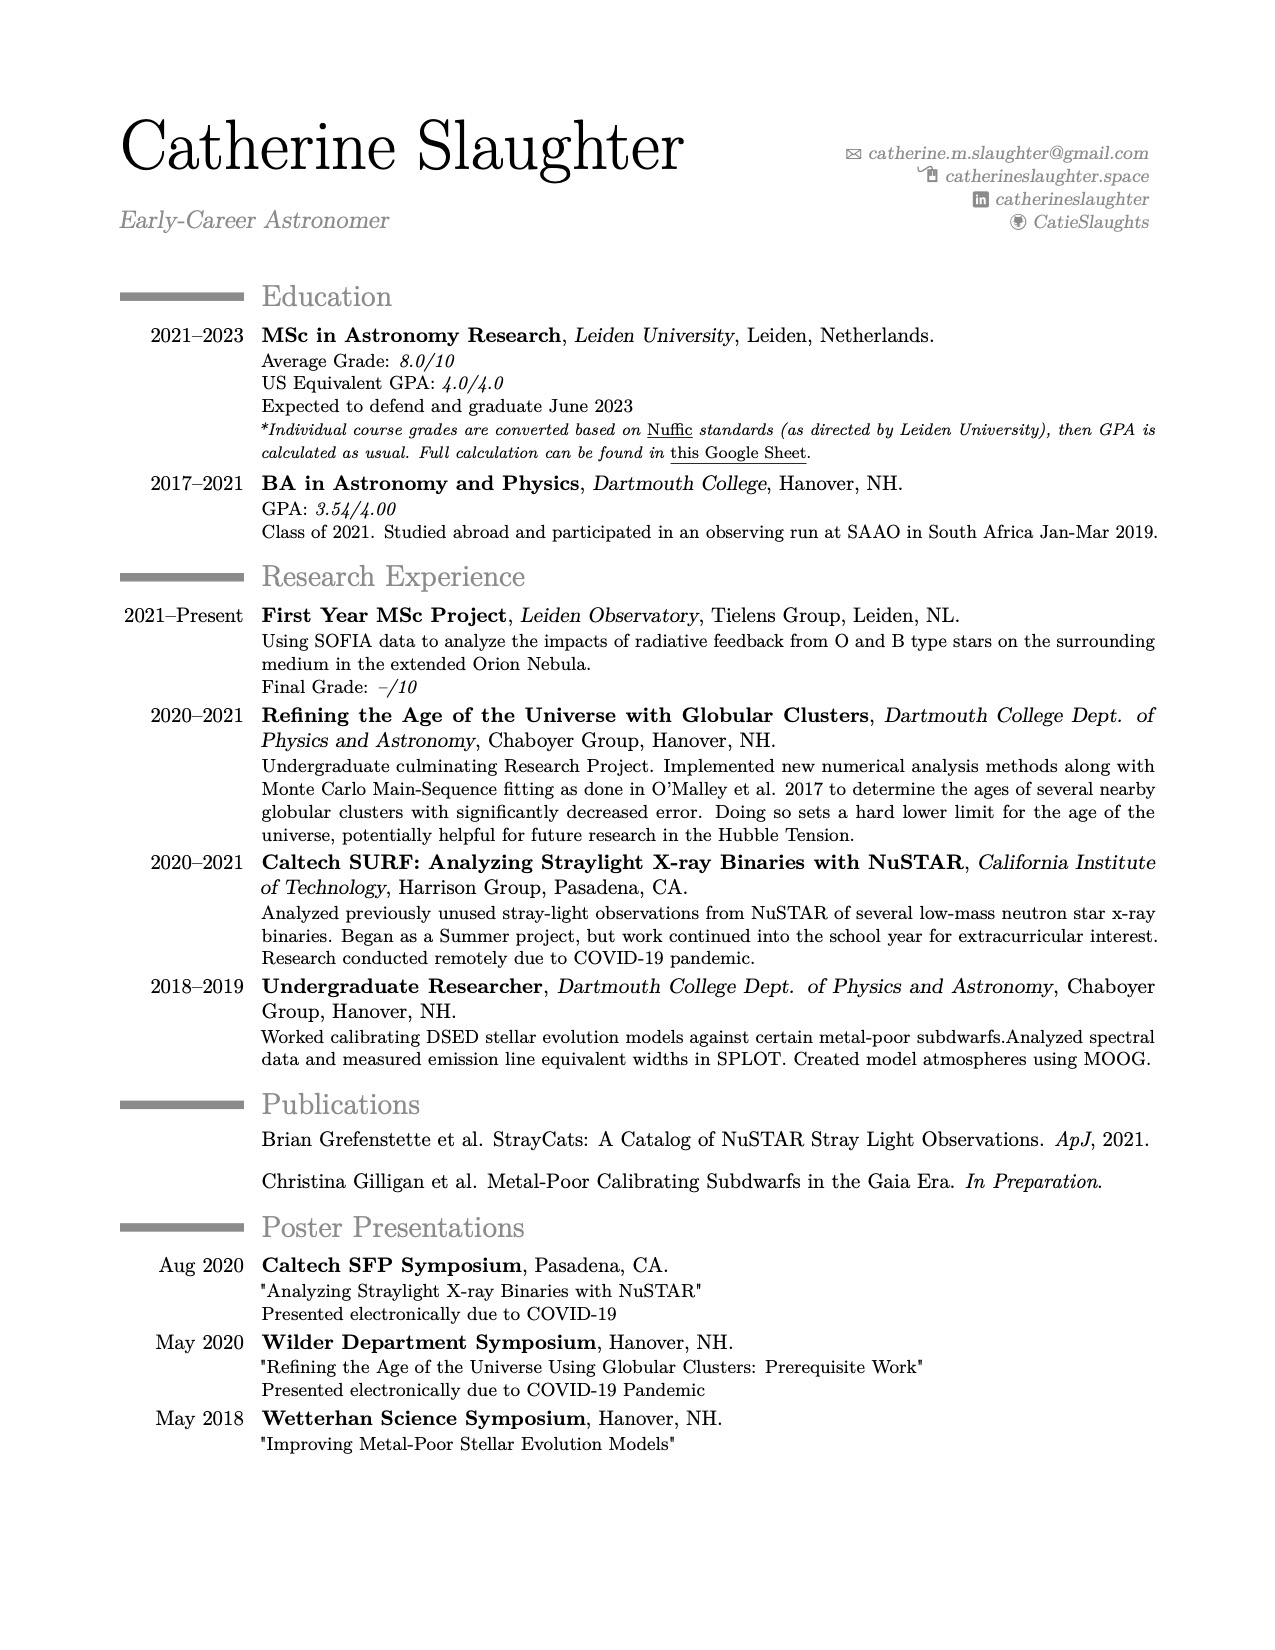 Catherine Slaughter
Early-Career Astronomer
catherine.m.slaughter@gmail.com
catherineslaughter.space
catherineslaughter
CatieSlaughts
Education
2021–2023 MSc in Astronomy Research, Leiden University, Leiden, Netherlands.
Average Grade: 8.0/10
US Equivalent GPA: 4.0/4.0
Expected to defend and graduate June 2023
*Individual course grades are converted based on Nuffic standards (as directed by Leiden University), then GPA is
calculated as usual. Full calculation can be found in this Google Sheet.
2017–2021 BA in Astronomy and Physics, Dartmouth College, Hanover, NH.
GPA: 3.54/4.00
Class of 2021. Studied abroad and participated in an observing run at SAAO in South Africa Jan-Mar 2019.
Research Experience
2021–Present First Year MSc Project, Leiden Observatory, Tielens Group, Leiden, NL.
Using SOFIA data to analyze the impacts of radiative feedback from O and B type stars on the surrounding
medium in the extended Orion Nebula.
Final Grade: –/10
2020–2021 Refining the Age of the Universe with Globular Clusters, Dartmouth College Dept. of
Physics and Astronomy, Chaboyer Group, Hanover, NH.
Undergraduate culminating Research Project. Implemented new numerical analysis methods along with
Monte Carlo Main-Sequence fitting as done in O'Malley et al. 2017 to determine the ages of several nearby
globular clusters with significantly decreased error. Doing so sets a hard lower limit for the age of the
universe, potentially helpful for future research in the Hubble Tension.
2020–2021 Caltech SURF: Analyzing Straylight X-ray Binaries with NuSTAR, California Institute
of Technology, Harrison Group, Pasadena, CA.
Analyzed previously unused stray-light observations from NuSTAR of several low-mass neutron star x-ray
binaries. Began as a Summer project, but work continued into the school year for extracurricular interest.
Research conducted remotely due to COVID-19 pandemic.
2018–2019 Undergraduate Researcher, Dartmouth College Dept. of Physics and Astronomy, Chaboyer
Group, Hanover, NH.
Worked calibrating DSED stellar evolution models against certain metal-poor subdwarfs.Analyzed spectral
data and measured emission line equivalent widths in SPLOT. Created model atmospheres using MOOG.
Publications
Brian Grefenstette et al. StrayCats: A Catalog of NuSTAR Stray Light Observations. ApJ, 2021.
Christina Gilligan et al. Metal-Poor Calibrating Subdwarfs in the Gaia Era. In Preparation.
Poster Presentations
Aug 2020 Caltech SFP Symposium, Pasadena, CA.
"Analyzing Straylight X-ray Binaries with NuSTAR"
Presented electronically due to COVID-19
May 2020 Wilder Department Symposium, Hanover, NH.
"Refining the Age of the Universe Using Globular Clusters: Prerequisite Work"
Presented electronically due to COVID-19 Pandemic
May 2018 Wetterhan Science Symposium, Hanover, NH.
"Improving Metal-Poor Stellar Evolution Models"